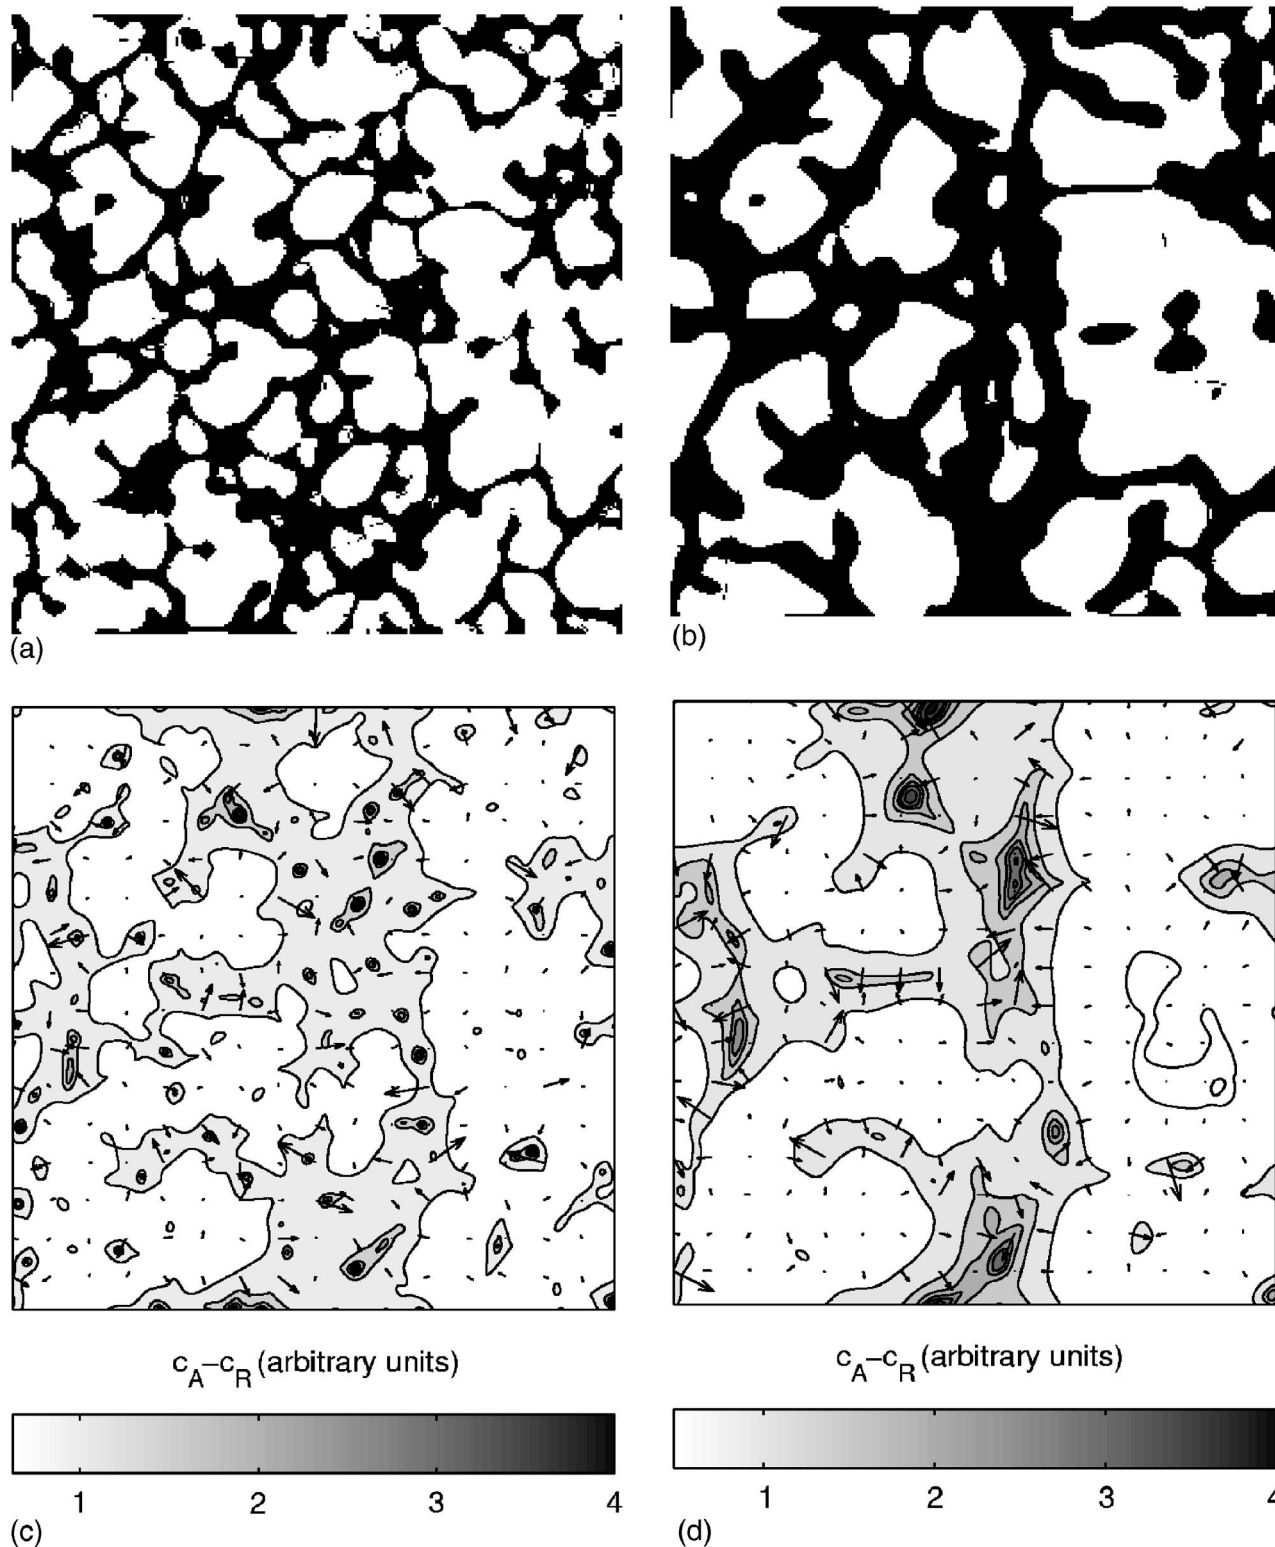 (a)
(b)
c_A–c_R (arbitrary units)
c_A–c_R (arbitrary units)
1 2 3 4
1 2 3 4
(c)
(d)